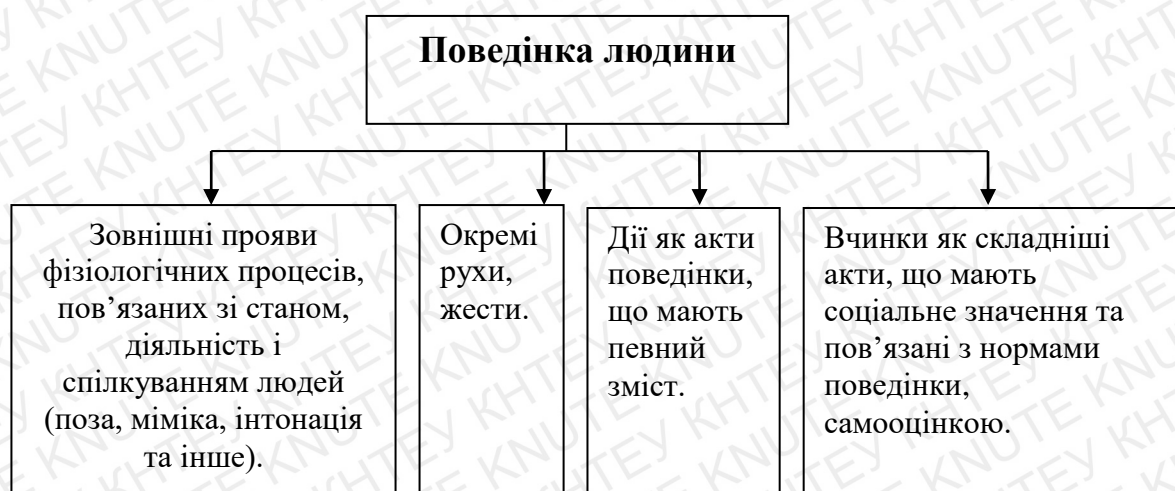 Поведінка людини
Зовнішні прояви
фізіологічних процесів,
пов’язаних зі станом,
діяльність і
спілкуванням людей
(поза, міміка, інтонація
та інше).
Окремі
рухи,
жести.
Дії як акти
поведінки,
що мають
певний
зміст.
Вчинки як складніші
акти, що мають
соціальне значення та
пов’язані з нормами
поведінки,
самооцінкою.